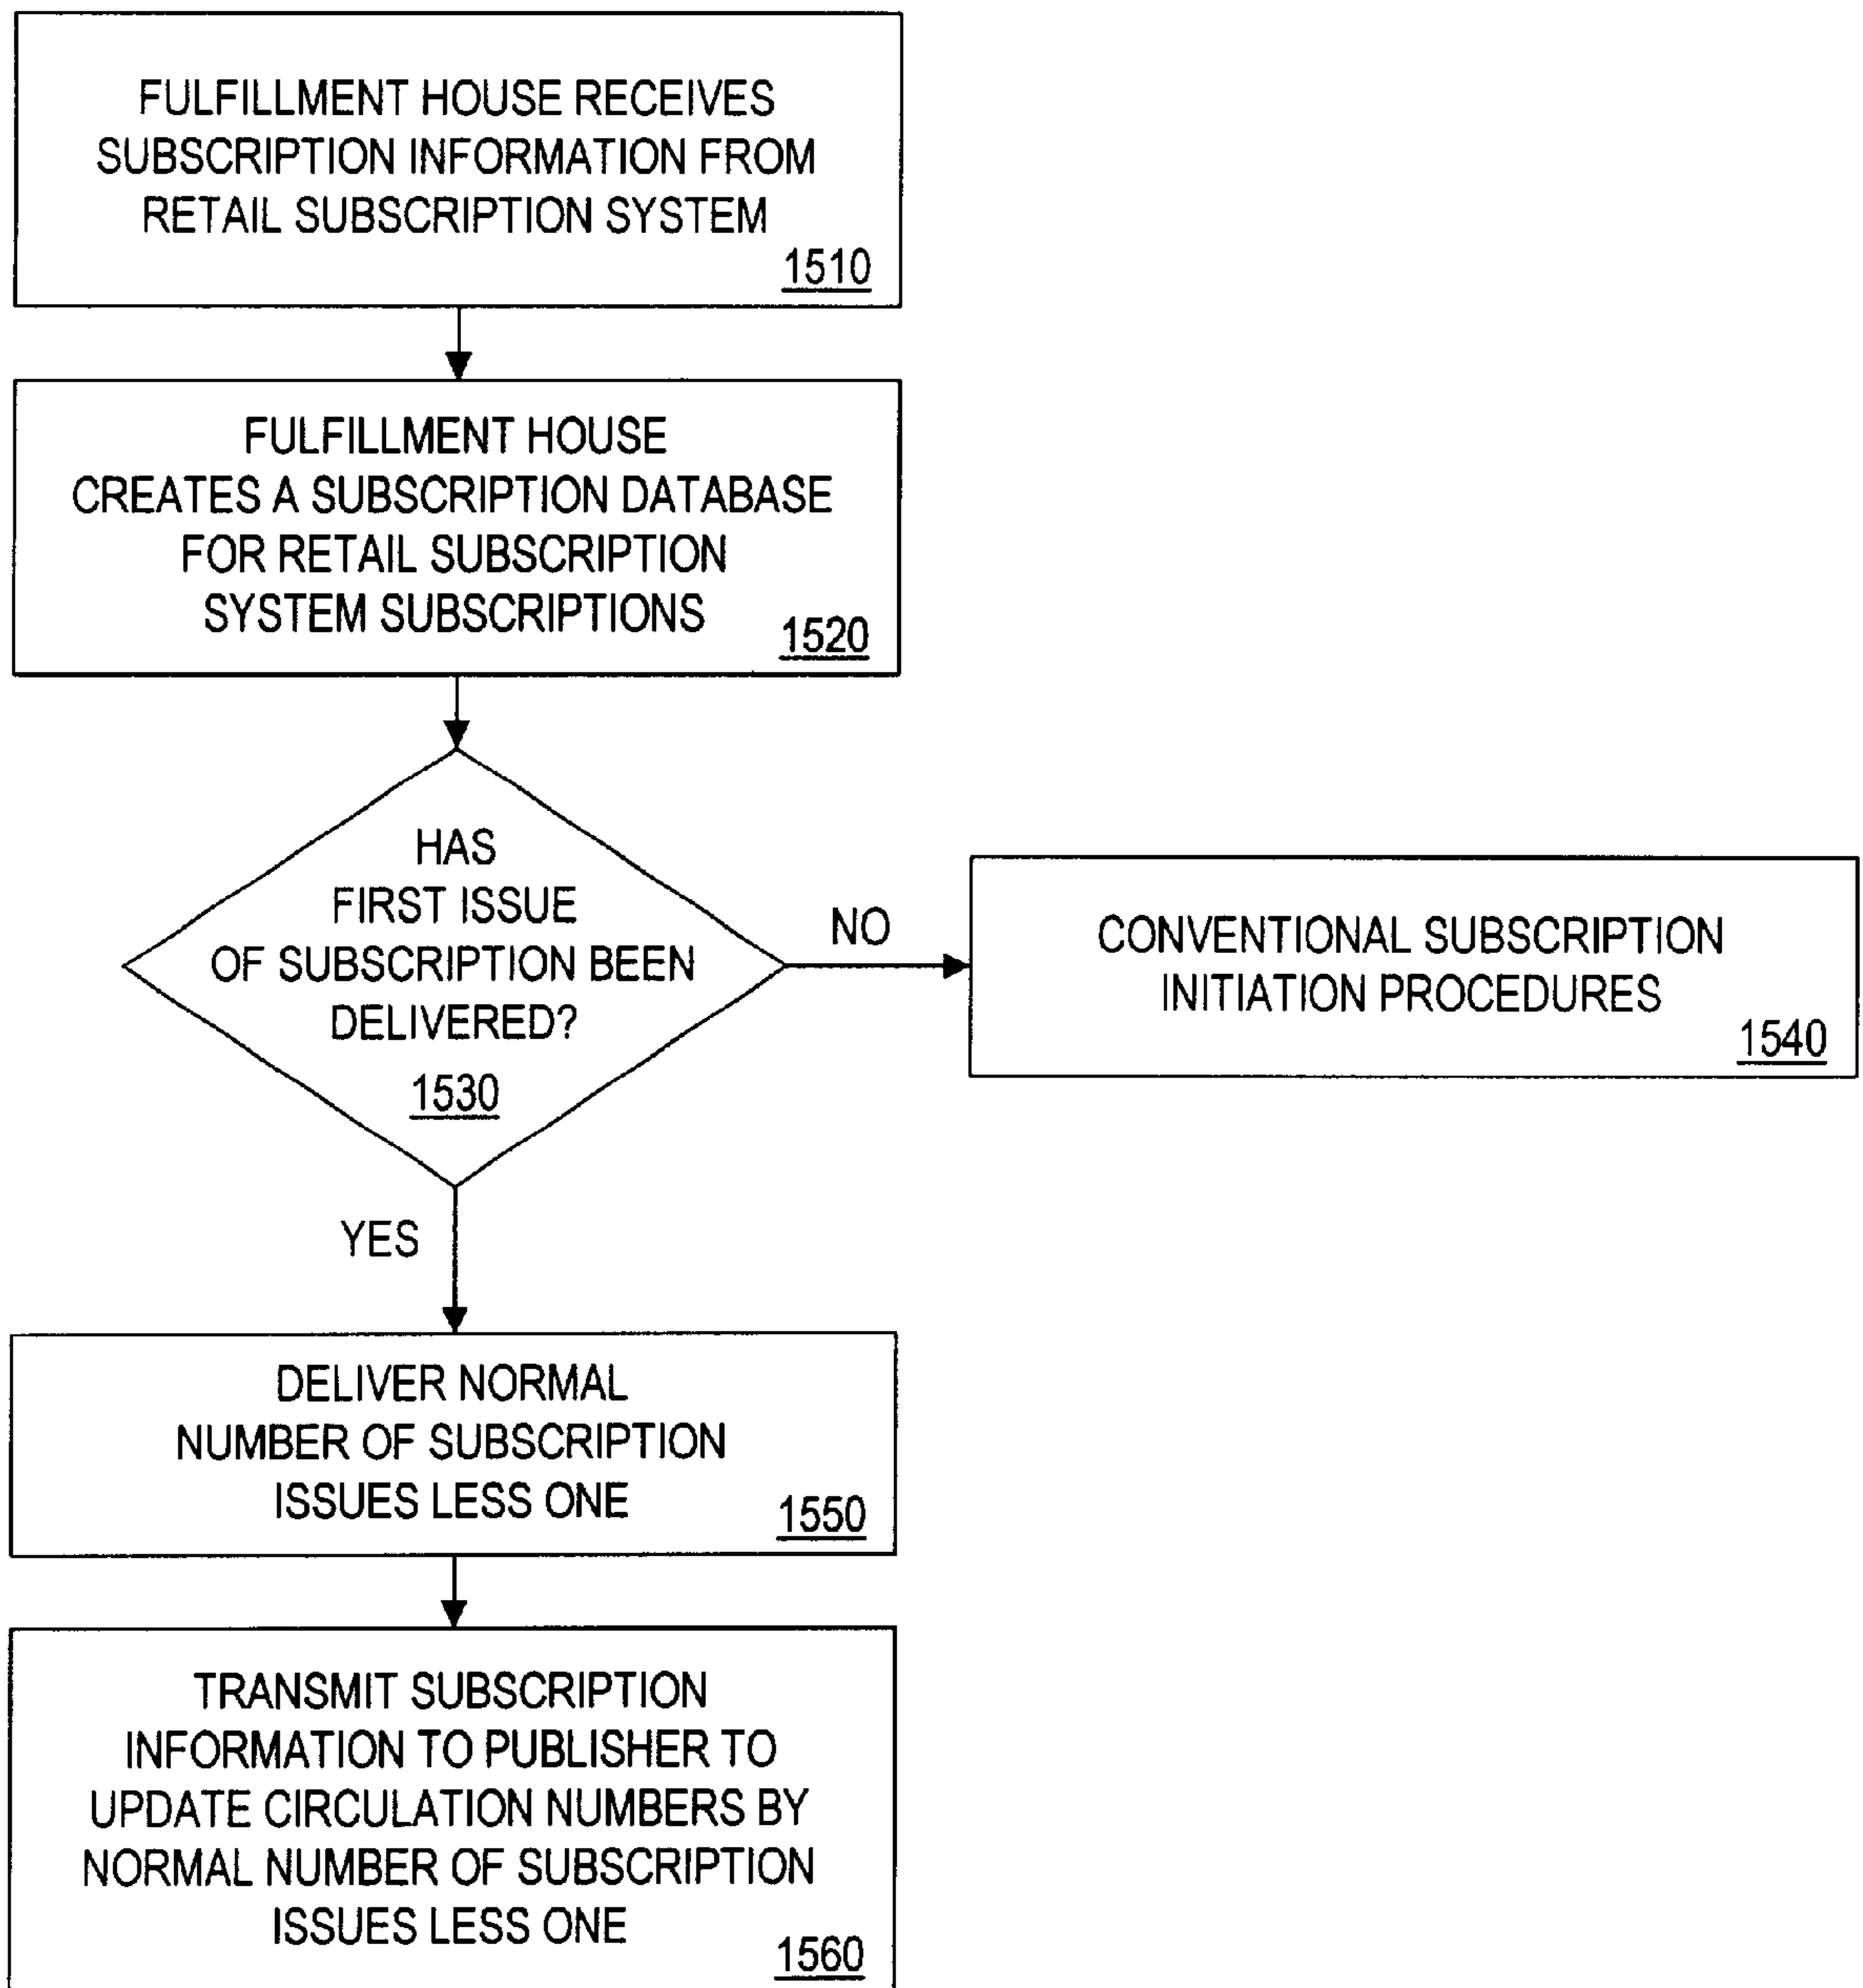 FULFILLMENT HOUSE RECEIVES
SUBSCRIPTION INFORMATION FROM
RETAIL SUBSCRIPTION SYSTEM
1510
FULFILLMENT HOUSE
CREATES A SUBSCRIPTION DATABASE
FOR RETAIL SUBSCRIPTION
SYSTEM SUBSCRIPTIONS
1520
HAS
FIRST ISSUE
OF SUBSCRIPTION BEEN
DELIVERED?
1530
NO
CONVENTIONAL SUBSCRIPTION
INITIATION PROCEDURES
1540
YES
DELIVER NORMAL
NUMBER OF SUBSCRIPTION
ISSUES LESS ONE
1550
TRANSMIT SUBSCRIPTION
INFORMATION TO PUBLISHER TO
UPDATE CIRCULATION NUMBERS BY
NORMAL NUMBER OF SUBSCRIPTION
ISSUES LESS ONE
1560